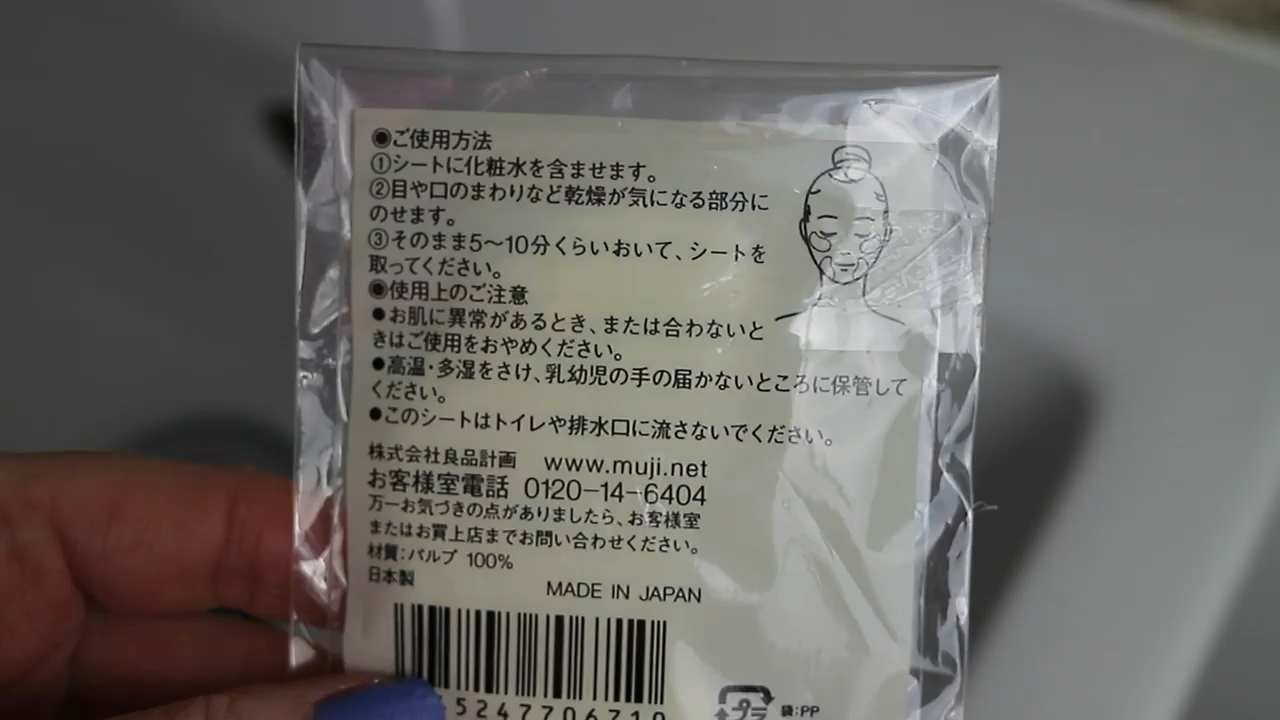 ◉ご使用方法
①シートに化粧水を含ませます。
②目や口のまわりなど乾燥が気になる部分に
のせます。
③そのまま5〜10分くらいおいて、シートを
取ってください。
◉使用上のご注意
●お肌に異常があるとき、または合わないと
きはご使用をおやめください。
●高温・多湿をさけ、乳幼児の手の届かないところに保管して
ください。
●このシートはトイレや排水口に流さないでください。
株式会社良品計画 www.muji.net
お客様室電話 0120-14-6404
万一お気づきの点がありましたら、お客様室
またはお買上店までお問い合わせください。
材質:パルプ 100%
日本製 MADE IN JAPAN
5247706710
プラ 袋:PP